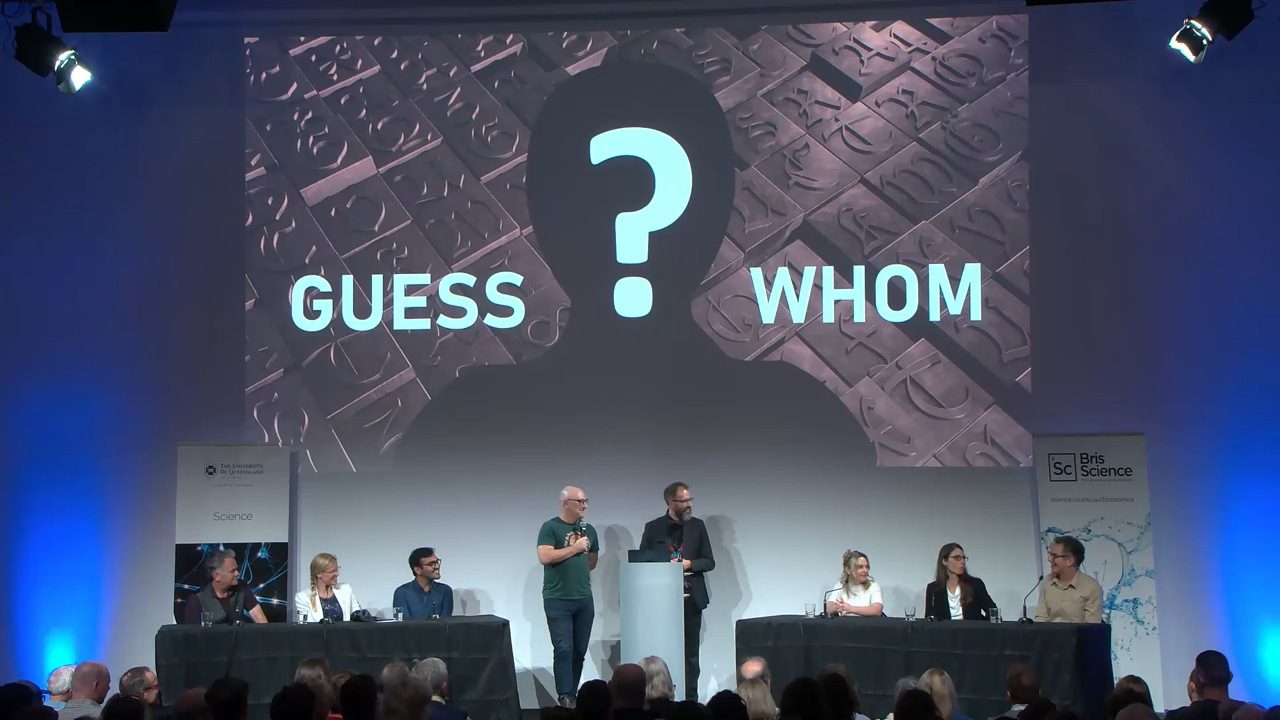 GUESS
?
WHOM
THE UNIVERSITY
OF QUEENSLAND
Science
Sc
Bris
Science